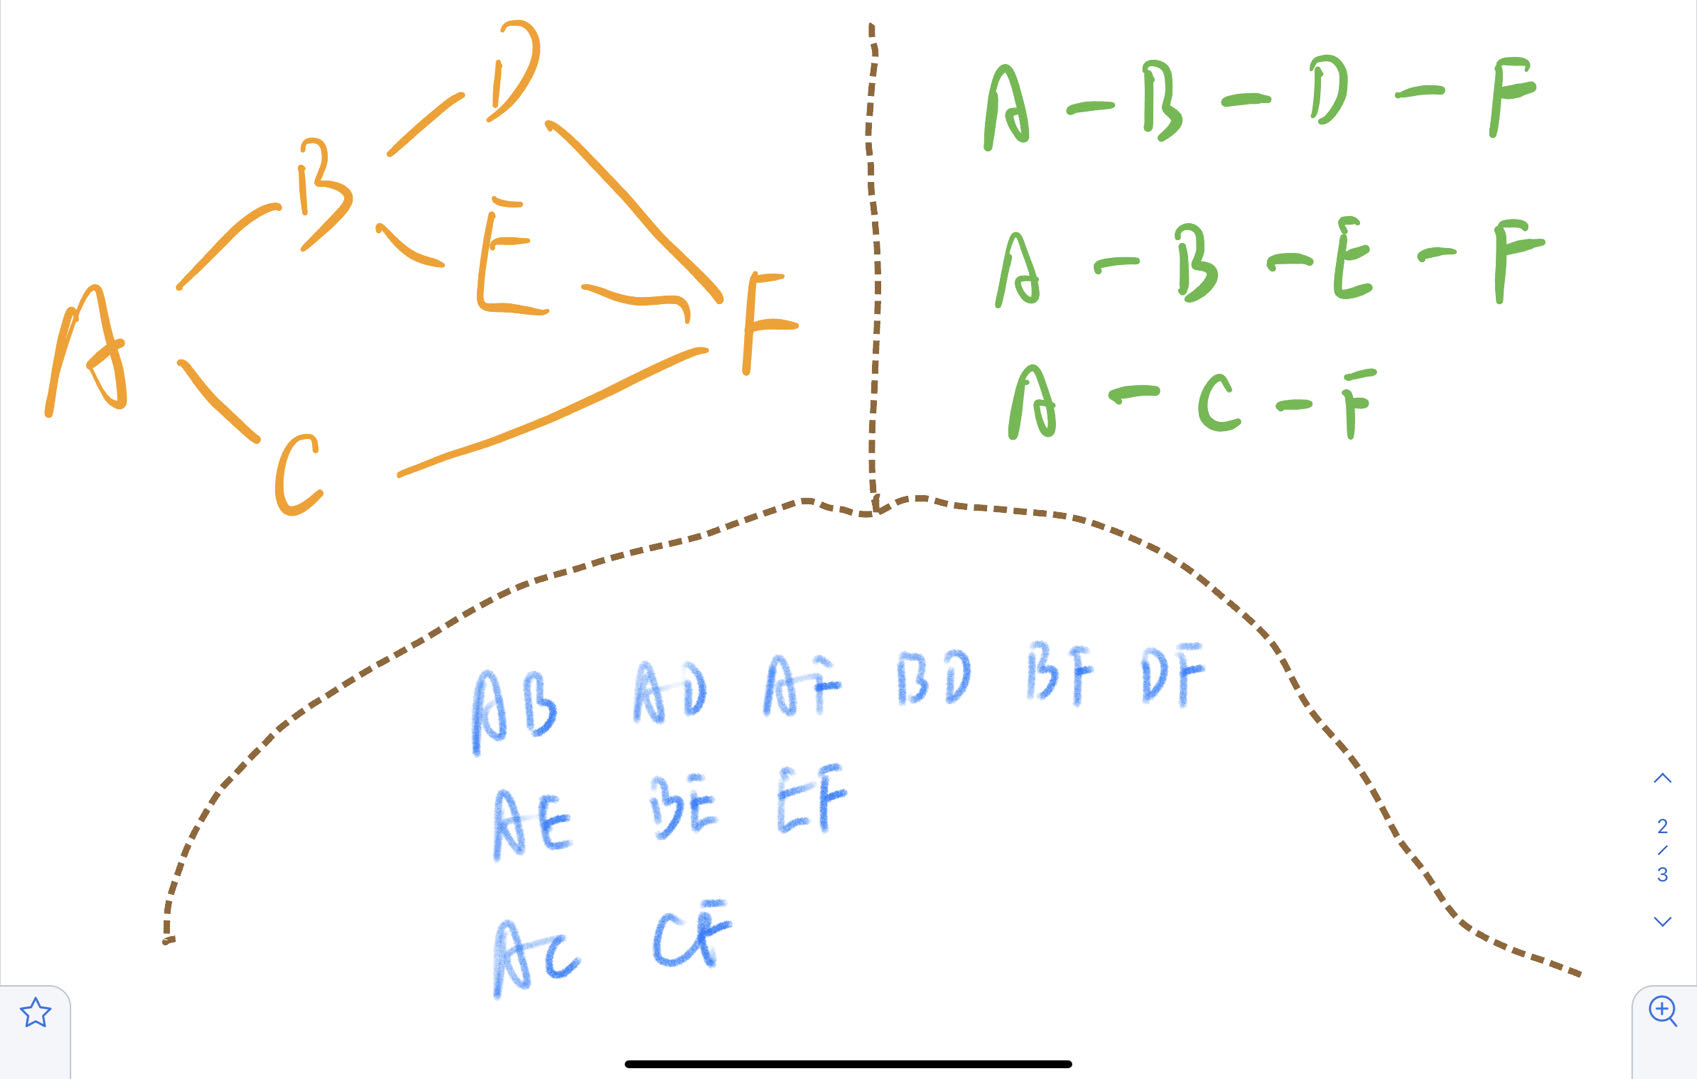 D
B
E
A
F
C
A - B - D - F
A - B - E - F
A - C - F
AB AD AF BD BF DF
AE BE EF
AC CF
2
/
3